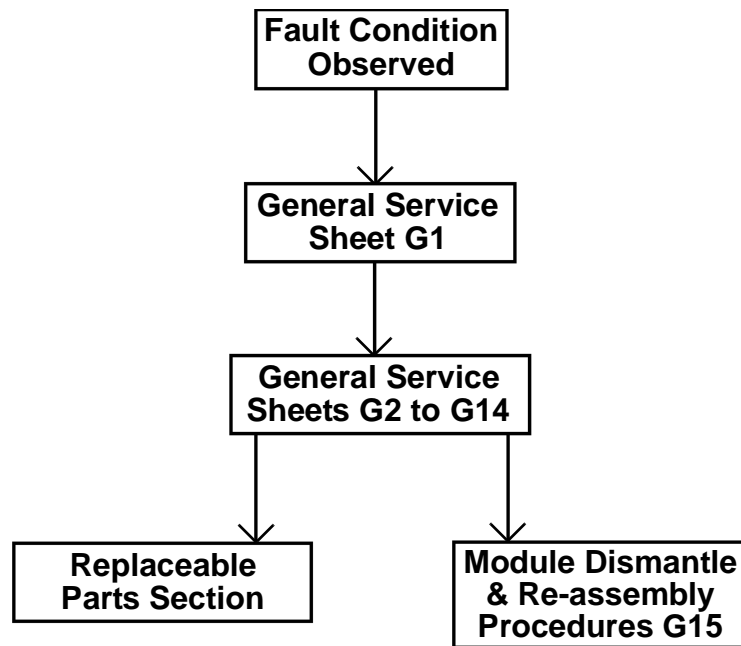 Fault Condition
Observed
General Service
Sheet G1
General Service
Sheets G2 to G14
Replaceable
Parts Section
Module Dismantle
& Re-assembly
Procedures G15